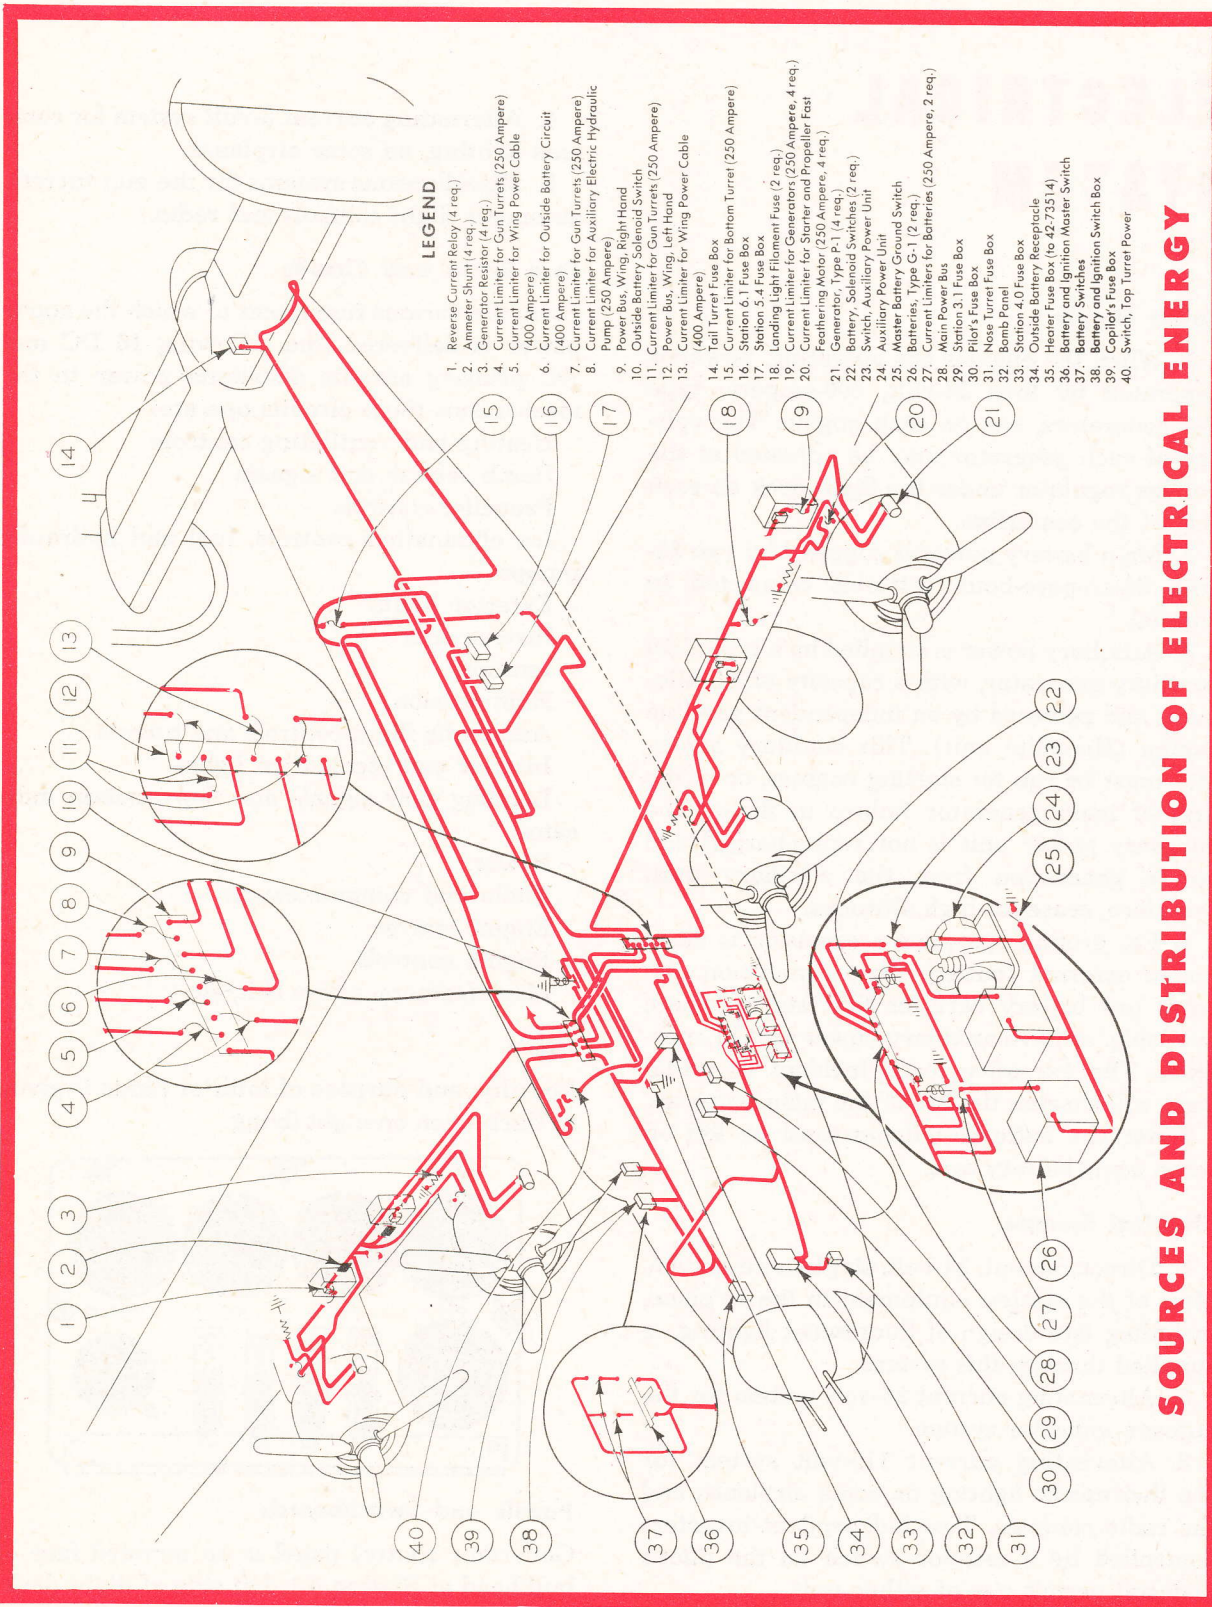 LEGEND
1. Reverse Current Relay (4 req.)
2. Ammeter Shunt (4 req.)
3. Generator Resistor (4 req.)
4. Current Limiter for Gun Turrets (250 Ampere)
5. Current Limiter for Wing Power Cable
(400 Ampere)
6. Current Limiter for Outside Battery Circuit
(400 Ampere)
7. Current Limiter for Gun Turrets (250 Ampere)
8. Current Limiter for Auxiliary Electric Hydraulic
Pump (250 Ampere)
9. Power Bus, Wing, Right Hand
10. Outside Battery Solenoid Switch
11. Current Limiter for Gun Turrets (250 Ampere)
12. Power Bus, Wing, Left Hand
13. Current Limiter for Wing Power Cable
(400 Ampere)
14. Tail Turret Fuse Box
15. Current Limiter for Bottom Turret (250 Ampere)
16. Station 6.1 Fuse Box
17. Station 5.4 Fuse Box
18. Landing Light Filament Fuse (2 req.)
19. Current Limiter for Generators (250 Ampere, 4 req.)
20. Current Limiter for Starter and Propeller Fast
Feathering Motor (250 Ampere, 4 req.)
21. Generator, Type P-1 (4 req.)
22. Battery, Solenoid Switches (2 req.)
23. Switch, Auxiliary Power Unit
24. Auxiliary Power Unit
25. Master Battery Ground Switch
26. Batteries, Type G-1 (2 req.)
27. Current Limiters for Batteries (250 Ampere, 2 req.)
28. Main Power Bus
29. Station 3.1 Fuse Box
30. Pilot's Fuse Box
31. Nose Turret Fuse Box
32. Bomb Panel
33. Station 4.0 Fuse Box
34. Outside Battery Receptacle
35. Heater Fuse Box (to 42-73514)
36. Battery and Ignition Master Switch
37. Battery Switches
38. Battery and Ignition Switch Box
39. Copilot's Fuse Box
40. Switch, Top Turret Power
1
2
3
4
5
6
7
8
9
10
11
12
13
14
15
16
17
18
19
20
21
22
23
24
25
26
27
28
29
30
31
32
33
34
35
36
37
38
39
40
SOURCES AND DISTRIBUTION OF ELECTRICAL ENERGY